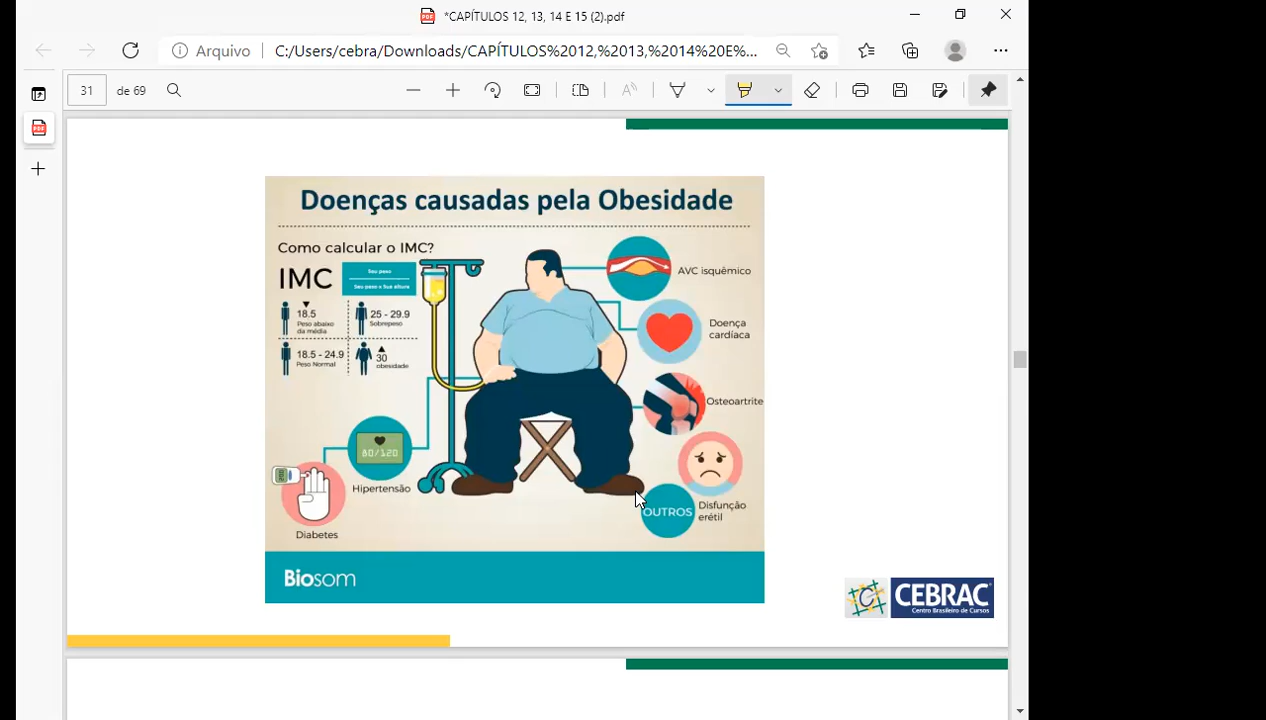 *CAPÍTULOS 12, 13, 14 E 15 (2).pdf
Arquivo
C:/Users/cebra/Downloads/CAPÍTULOS%2012,%2013,%2014%20E%...
31
de 69
Doenças causadas pela Obesidade
Como calcular o IMC?
IMC
Seu peso
Seu peso x Sua altura
18.5
Peso abaixo
da média
25 - 29.9
Sobrepeso
18.5 - 24.9
Peso Normal
30
obesidade
AVC isquêmico
Doença
cardíaca
Osteoartrite
Disfunção
erétil
OUTROS
80/120
Hipertensão
Diabetes
Biosom
CEBRAC
Centro Brasileiro de Cursos